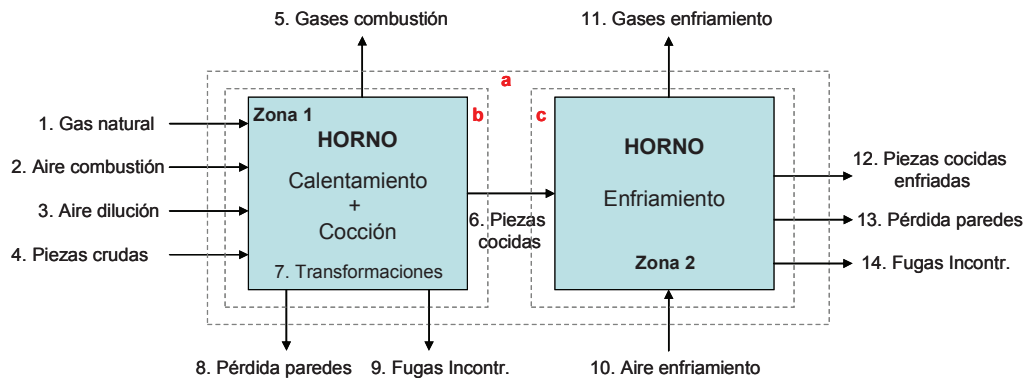 5. Gases combustión
11. Gases enfriamiento
a
Zona 1
b
c
1. Gas natural
HORNO
HORNO
2. Aire combustión
Calentamiento
+
Cocción
Enfriamiento
12. Piezas cocidas
enfriadas
3. Aire dilución
6. Piezas
cocidas
13. Pérdida paredes
4. Piezas crudas
7. Transformaciones
Zona 2
14. Fugas Incontr.
8. Pérdida paredes
9. Fugas Incontr.
10. Aire enfriamiento